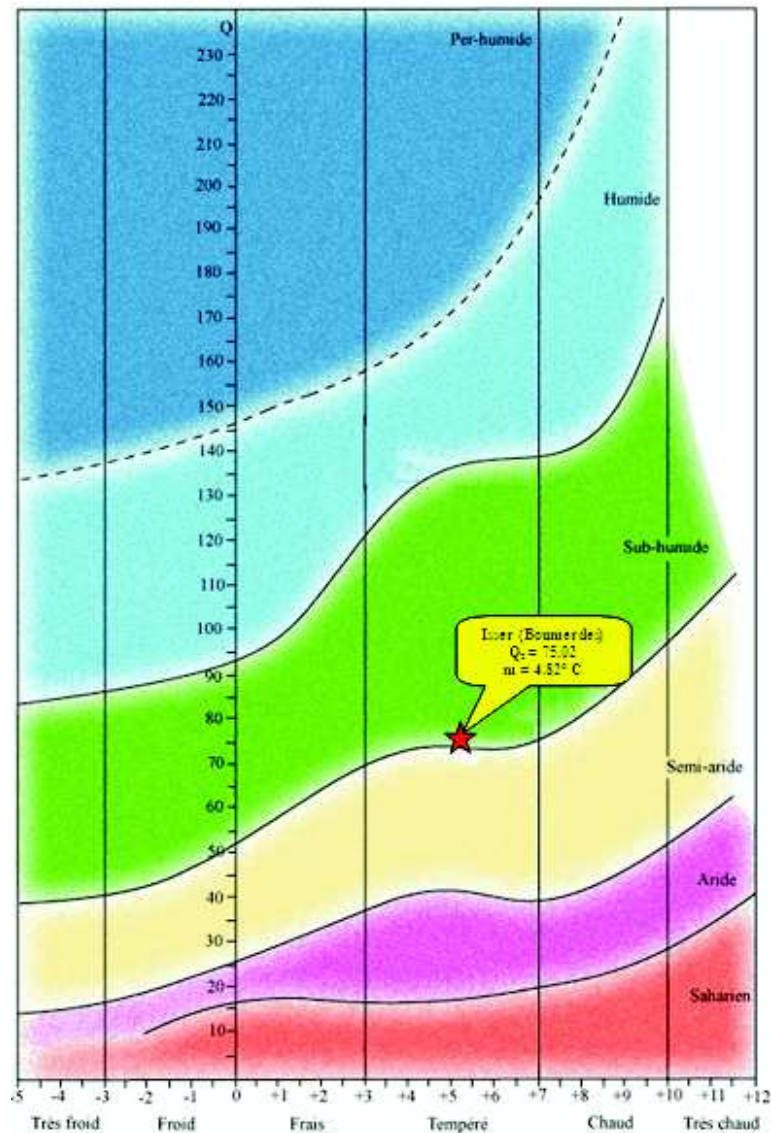 Q
230
Per-humide
220
210
200
Humide
190
180
170
160
150
140
130
120
Sub-humide
110
100
Isser (Boumerdes)
90
Q₂ = 75.02
m = 4.82° C
80
70
Semi-aride
60
50
40
Aride
30
20
Saharien
10
-5 -4 -3 -2 -1 0 +1 +2 +3 +4 +5 +6 +7 +8 +9 +10 +11 +12
Très froid Froid Frais Tempéré Chaud Très chaud